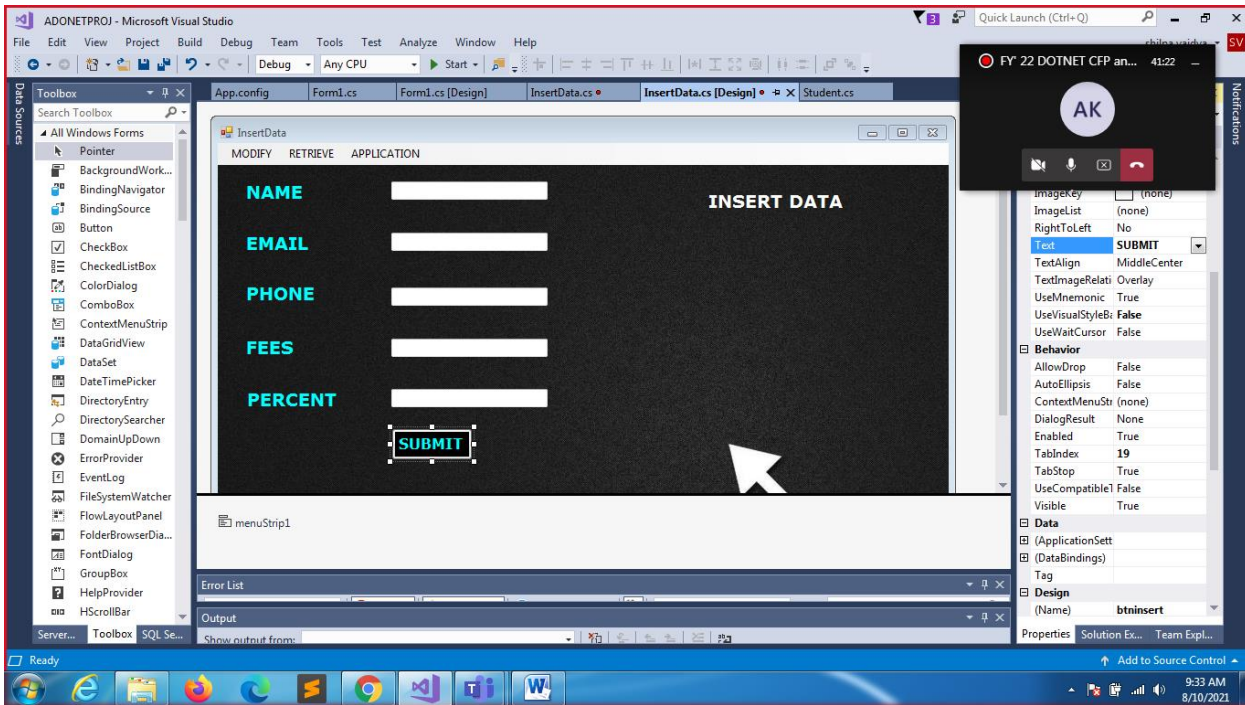 ADONETPROJ - Microsoft Visual Studio
3
Quick Launch (Ctrl+Q)
File Edit View Project Build Debug Team Tools Test Analyze Window Help
SV
Debug Any CPU Start
FY' 22 DOTNET CFP an... 41:22
AK
Data Sources
Toolbox
Search Toolbox
All Windows Forms
Pointer
BackgroundWork...
BindingNavigator
BindingSource
Button
CheckBox
CheckedListBox
ColorDialog
ComboBox
ContextMenuStrip
DataGridView
DataSet
DateTimePicker
DirectoryEntry
DirectorySearcher
DomainUpDown
ErrorProvider
EventLog
FileSystemWatcher
FlowLayoutPanel
FolderBrowserDia...
FontDialog
GroupBox
HelpProvider
HScrollBar
Server... Toolbox SQL Se...
App.config Form1.cs Form1.cs [Design] InsertData.cs InsertData.cs [Design] Student.cs
InsertData
MODIFY RETRIEVE APPLICATION
NAME
INSERT DATA
EMAIL
PHONE
FEES
PERCENT
SUBMIT
menuStrip1
Error List
Output
Show output from:
Notifications
ImageKey (none)
ImageList (none)
RightToLeft No
Text SUBMIT
TextAlign MiddleCenter
TextImageRelati Overlay
UseMnemonic True
UseVisualStyleBa False
UseWaitCursor False
Behavior
AllowDrop False
AutoEllipsis False
ContextMenuStr (none)
DialogResult None
Enabled True
TabIndex 19
TabStop True
UseCompatibleT False
Visible True
Data
(ApplicationSett
(DataBindings)
Tag
Design
(Name) btninsert
Properties Solution Ex... Team Expl...
Ready
Add to Source Control
9:33 AM
8/10/2021